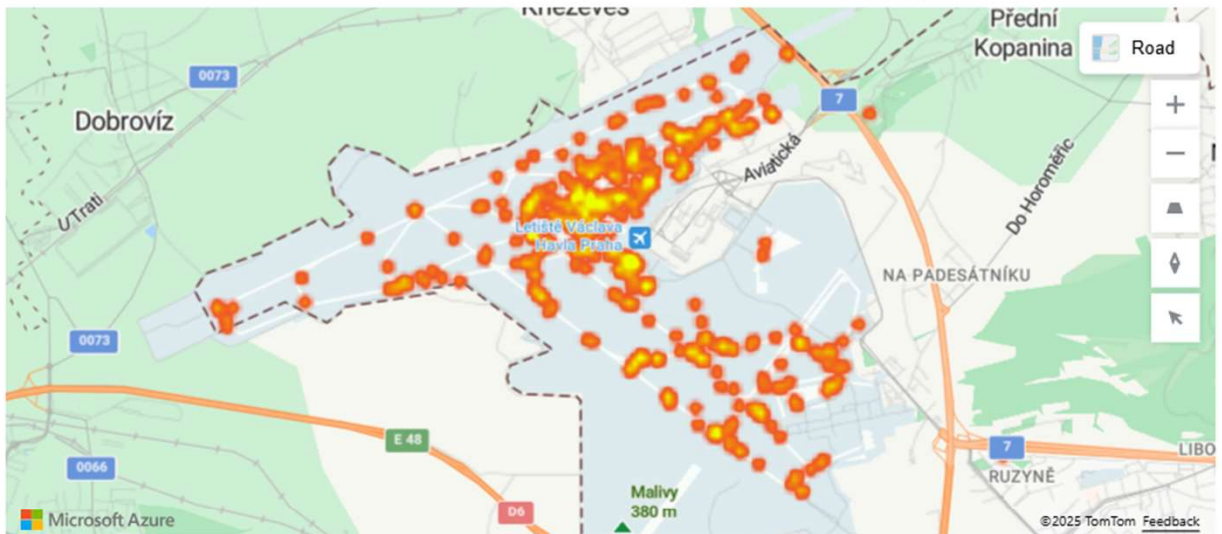 Kněževes
Přední
Kopanina
Road
0073
7
Dobrovíz
Aviatická
Do Horoměřic
U Trati
Letiště Václava
Havla Praha
NA PADESÁTNÍKU
0073
E 48
7
LIBO
0066
RUZYNĚ
Malivy
380 m
D6
Microsoft Azure
©2025 TomTom Feedback